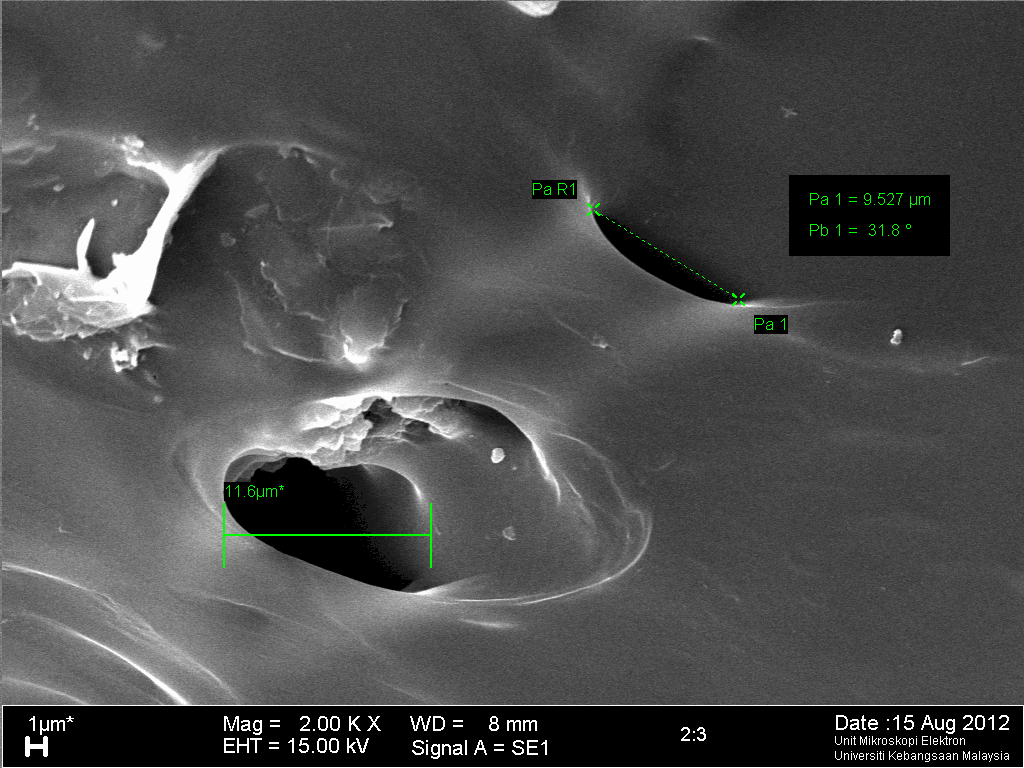 Pa R1
Pa 1 = 9.527 µm
Pb 1 = 31.8 °
Pa 1
11.6µm*
1µm*
Mag = 2.00 K X
EHT = 15.00 kV
WD = 8 mm
Signal A = SE1
2:3
Date :15 Aug 2012
Unit Mikroskopi Elektron
Universiti Kebangsaan Malaysia